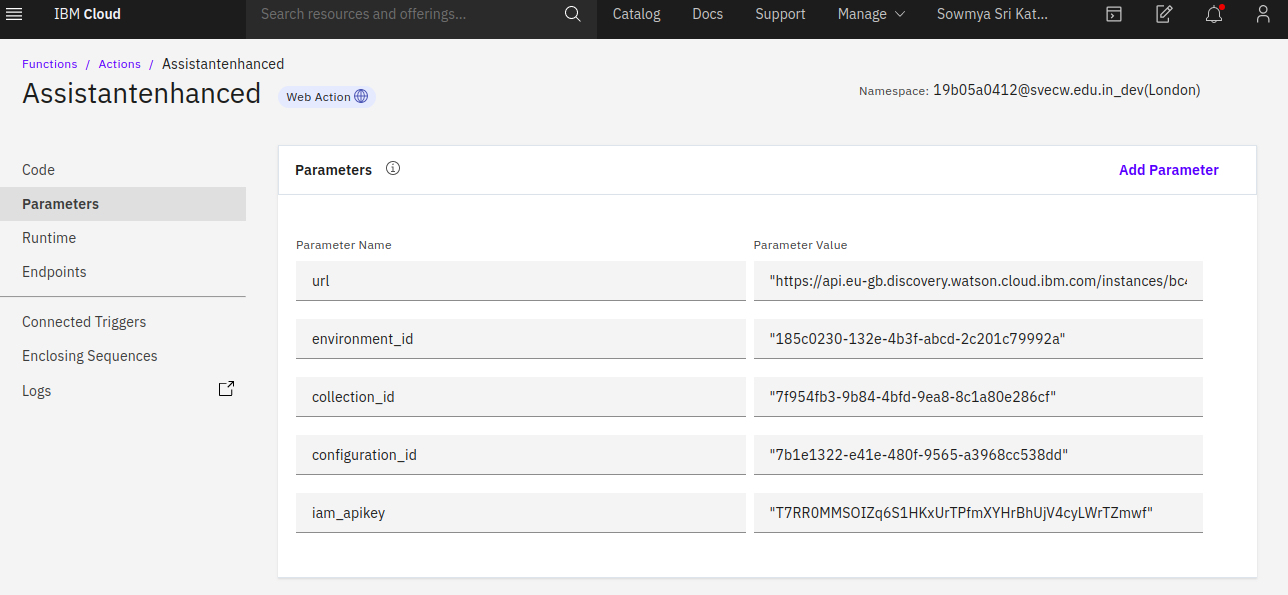 IBM Cloud Search resources and offerings... Catalog Docs Support Manage Sowmya Sri Kat...
Functions / Actions / Assistantenhanced
Assistantenhanced Web Action
Namespace: 19b05a0412@svecw.edu.in_dev(London)
Code
Parameters
Runtime
Endpoints
Connected Triggers
Enclosing Sequences
Logs
Parameters Add Parameter
Parameter Name Parameter Value
url "https://api.eu-gb.discovery.watson.cloud.ibm.com/instances/bc4
environment_id "185c0230-132e-4b3f-abcd-2c201c79992a"
collection_id "7f954fb3-9b84-4bfd-9ea8-8c1a80e286cf"
configuration_id "7b1e1322-e41e-480f-9565-a3968cc538dd"
iam_apikey "T7RR0MMSOIZq6S1HKxUrTPfmXYHrBhUjV4cyLWrTZmwf"